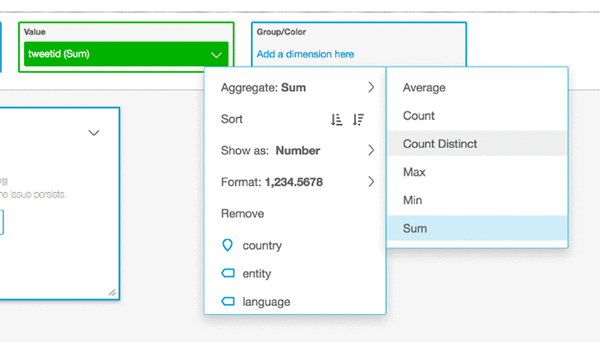 Value
Group/Color
tweetid (Sum)
Add a dimension here
Aggregate: Sum
Sort
Show as: Number
Format: 1,234.5678
Remove
country
entity
language
Average
Count
Count Distinct
Max
Min
Sum
issue persists.